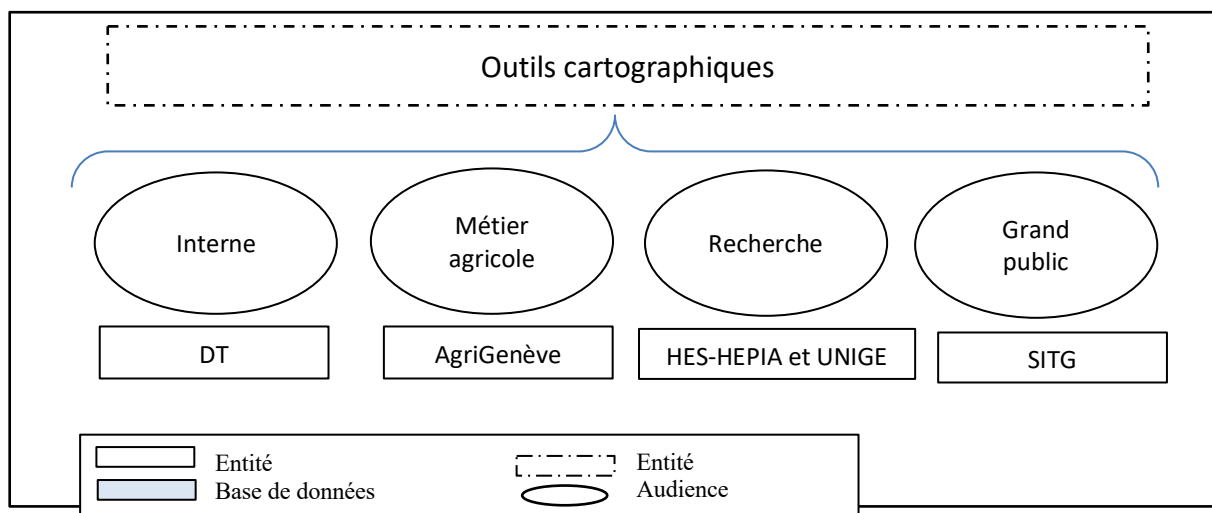 Outils cartographiques
Interne
Métier
agricole
Recherche
Grand
public
DT
AgriGenève
HES-HEPIA et UNIGE
SITG
Entité
Base de données
Entité
Audience